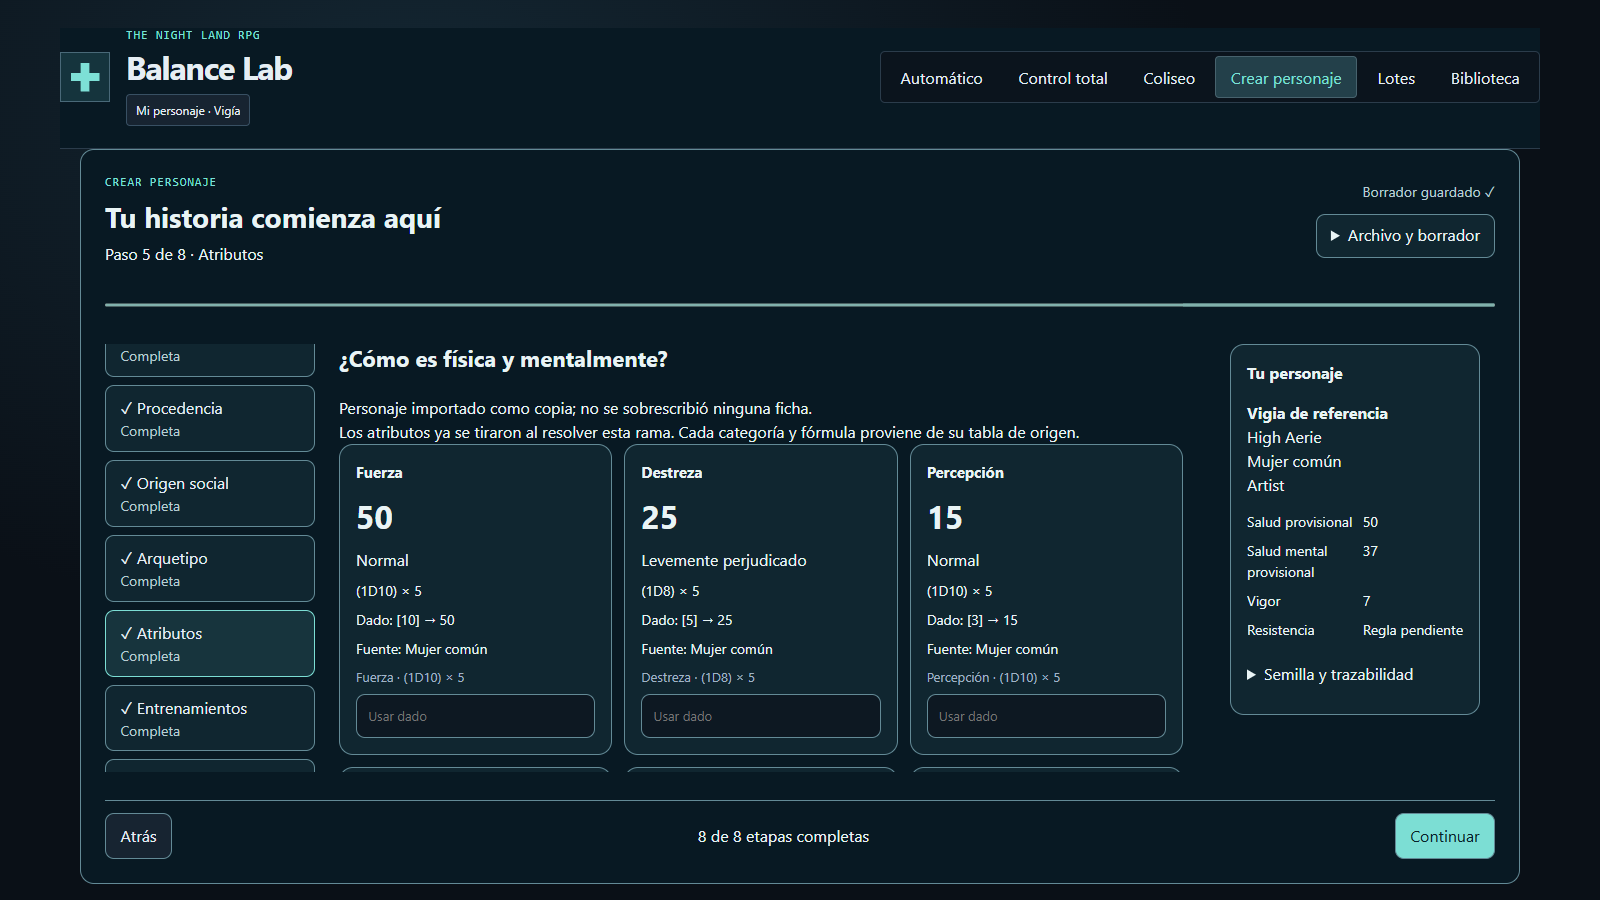 THE NIGHT LAND RPG
Balance Lab
Mi personaje · Vigía
Automático
Control total
Coliseo
Crear personaje
Lotes
Biblioteca
CREAR PERSONAJE
Tu historia comienza aquí
Paso 5 de 8 · Atributos
Borrador guardado ✓
▶ Archivo y borrador
Completa
✓ Procedencia
Completa
✓ Origen social
Completa
✓ Arquetipo
Completa
✓ Atributos
Completa
✓ Entrenamientos
Completa
¿Cómo es física y mentalmente?
Personaje importado como copia; no se sobrescribió ninguna ficha.
Los atributos ya se tiraron al resolver esta rama. Cada categoría y fórmula proviene de su tabla de origen.
Fuerza
50
Normal
(1D10) × 5
Dado: [10] → 50
Fuente: Mujer común
Fuerza · (1D10) × 5
Usar dado
Destreza
25
Levemente perjudicado
(1D8) × 5
Dado: [5] → 25
Fuente: Mujer común
Destreza · (1D8) × 5
Usar dado
Percepción
15
Normal
(1D10) × 5
Dado: [3] → 15
Fuente: Mujer común
Percepción · (1D10) × 5
Usar dado
Tu personaje
Vigia de referencia
High Aerie
Mujer común
Artist
Salud provisional 50
Salud mental provisional 37
Vigor 7
Resistencia Regla pendiente
▶ Semilla y trazabilidad
Atrás
8 de 8 etapas completas
Continuar